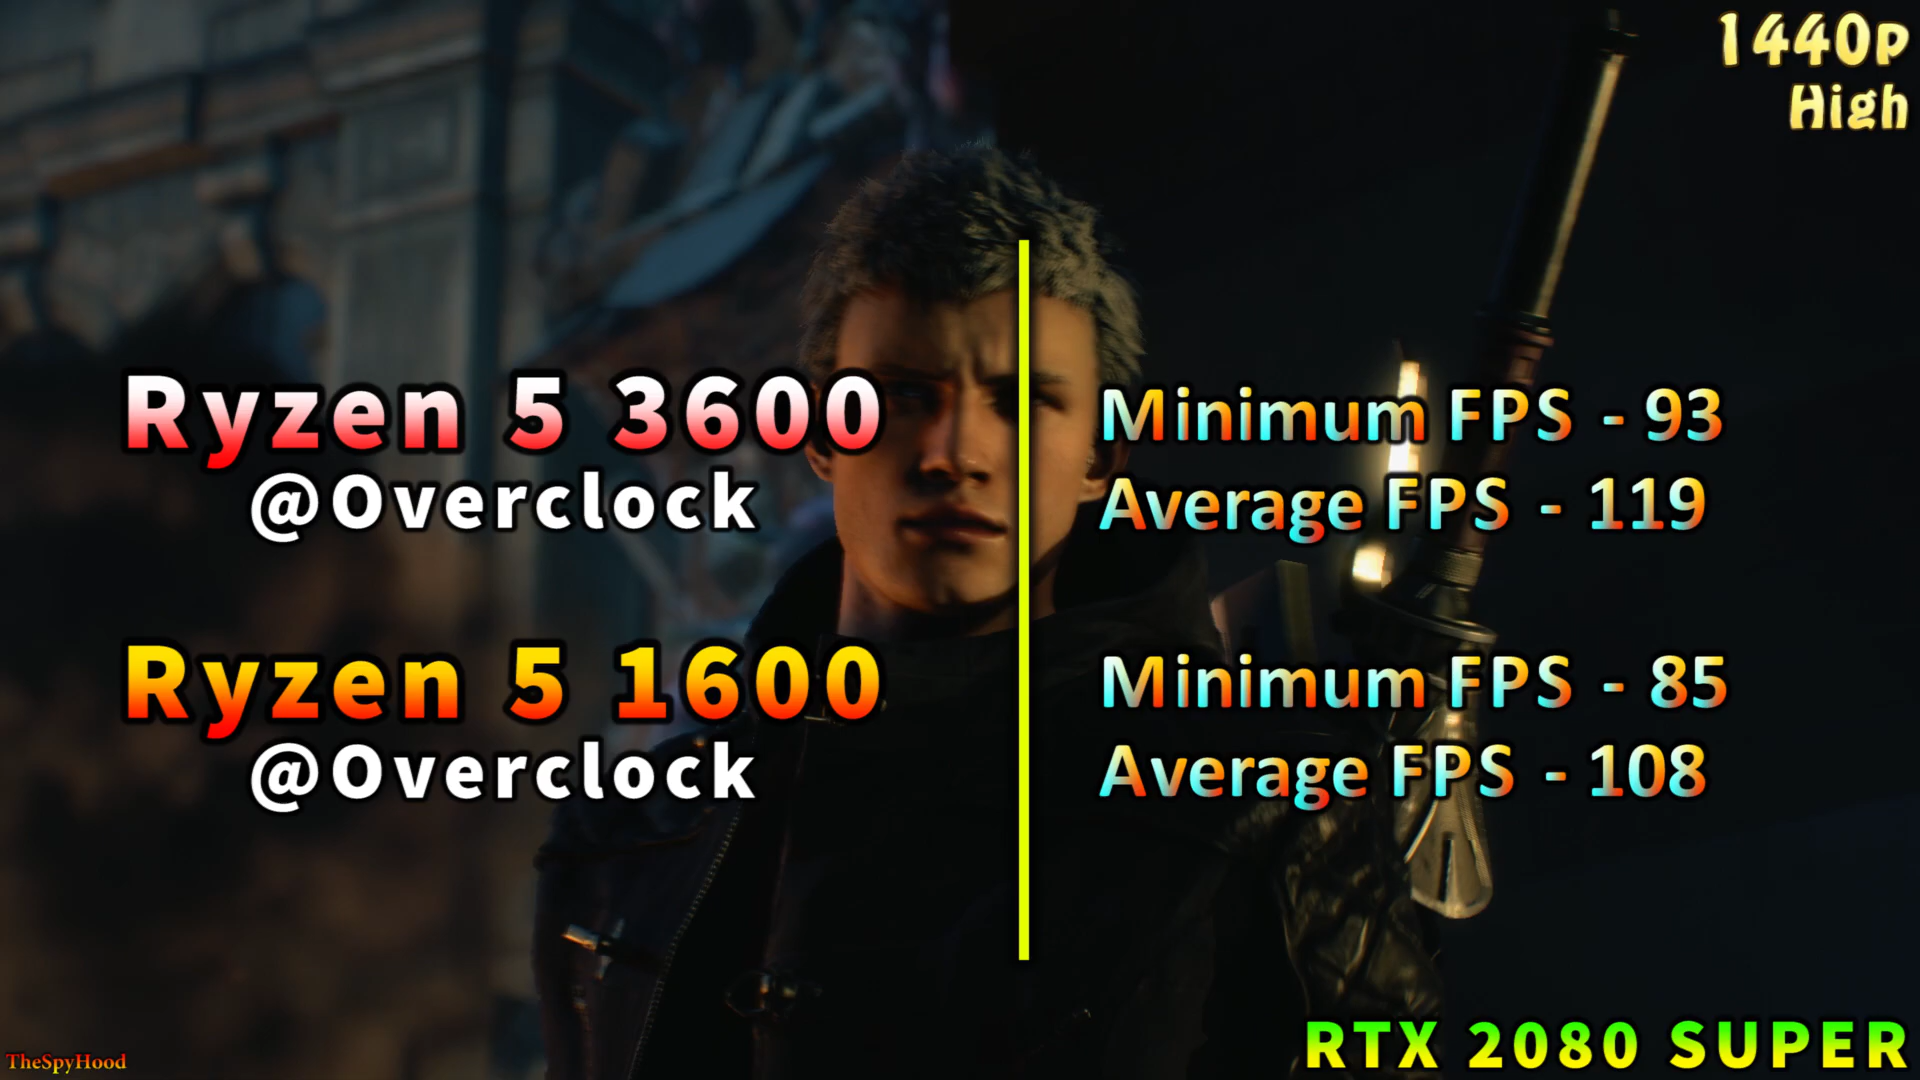 1440p
High
Ryzen 5 3600
@Overclock
Minimum FPS - 93
Average FPS - 119
Ryzen 5 1600
@Overclock
Minimum FPS - 85
Average FPS - 108
TheSpyHood
RTX 2080 SUPER